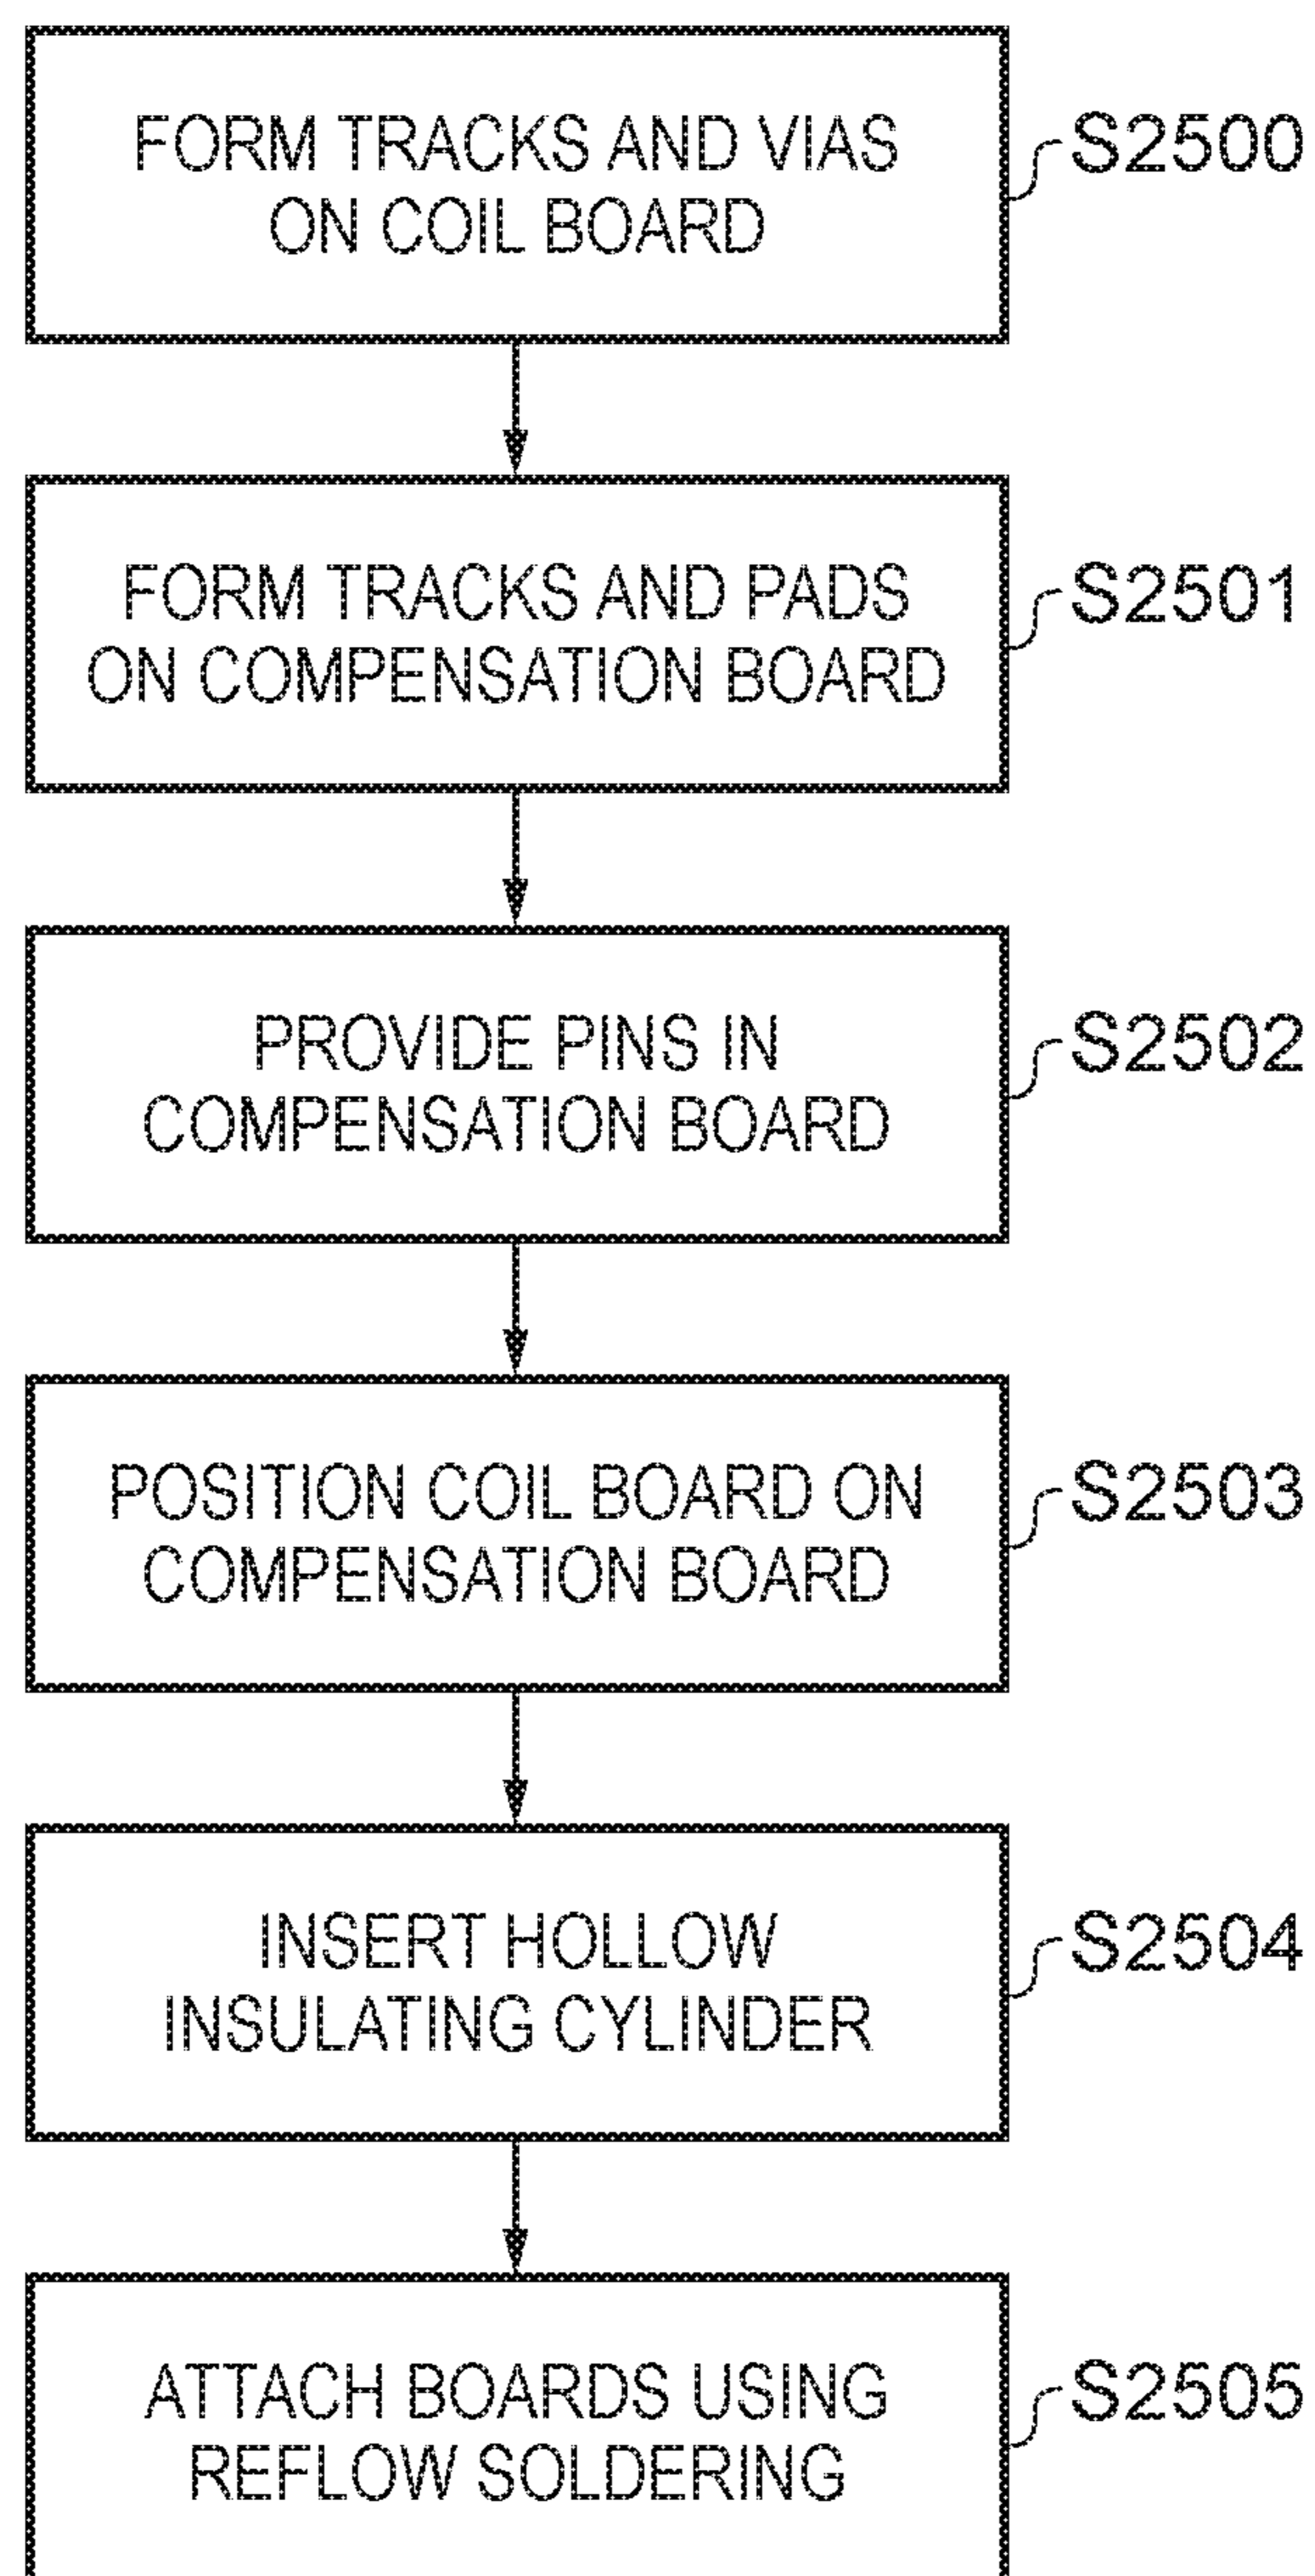 FORM TRACKS AND VIAS
ON COIL BOARD
S2500
FORM TRACKS AND PADS
ON COMPENSATION BOARD
S2501
PROVIDE PINS IN
COMPENSATION BOARD
S2502
POSITION COIL BOARD ON
COMPENSATION BOARD
S2503
INSERT HOLLOW
INSULATING CYLINDER
S2504
ATTACH BOARDS USING
REFLOW SOLDERING
S2505